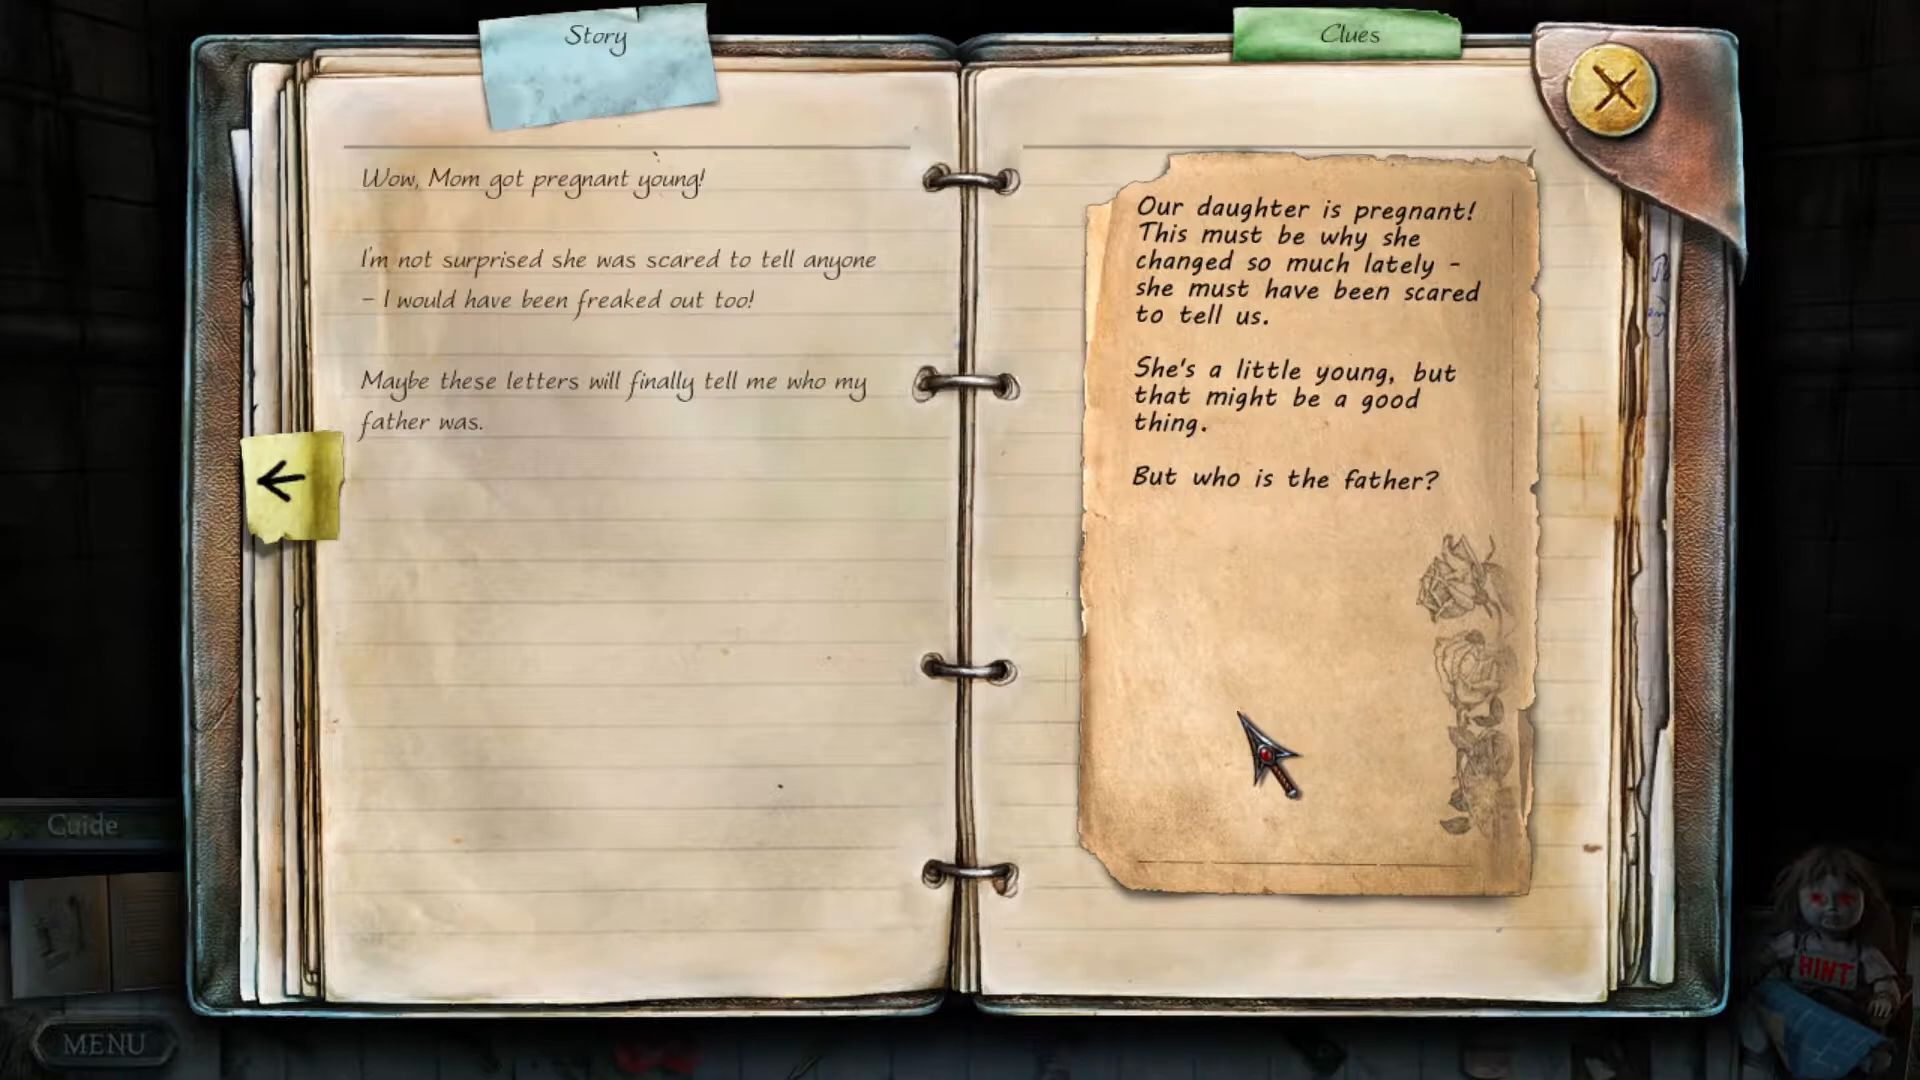 Story
Clues
Wow, Mom got pregnant young!
I'm not surprised she was scared to tell anyone
– I would have been freaked out too!
Maybe these letters will finally tell me who my
father was.
Our daughter is pregnant!
This must be why she
changed so much lately -
she must have been scared
to tell us.
She's a little young, but
that might be a good
thing.
But who is the father?
Guide
MENU
HINT